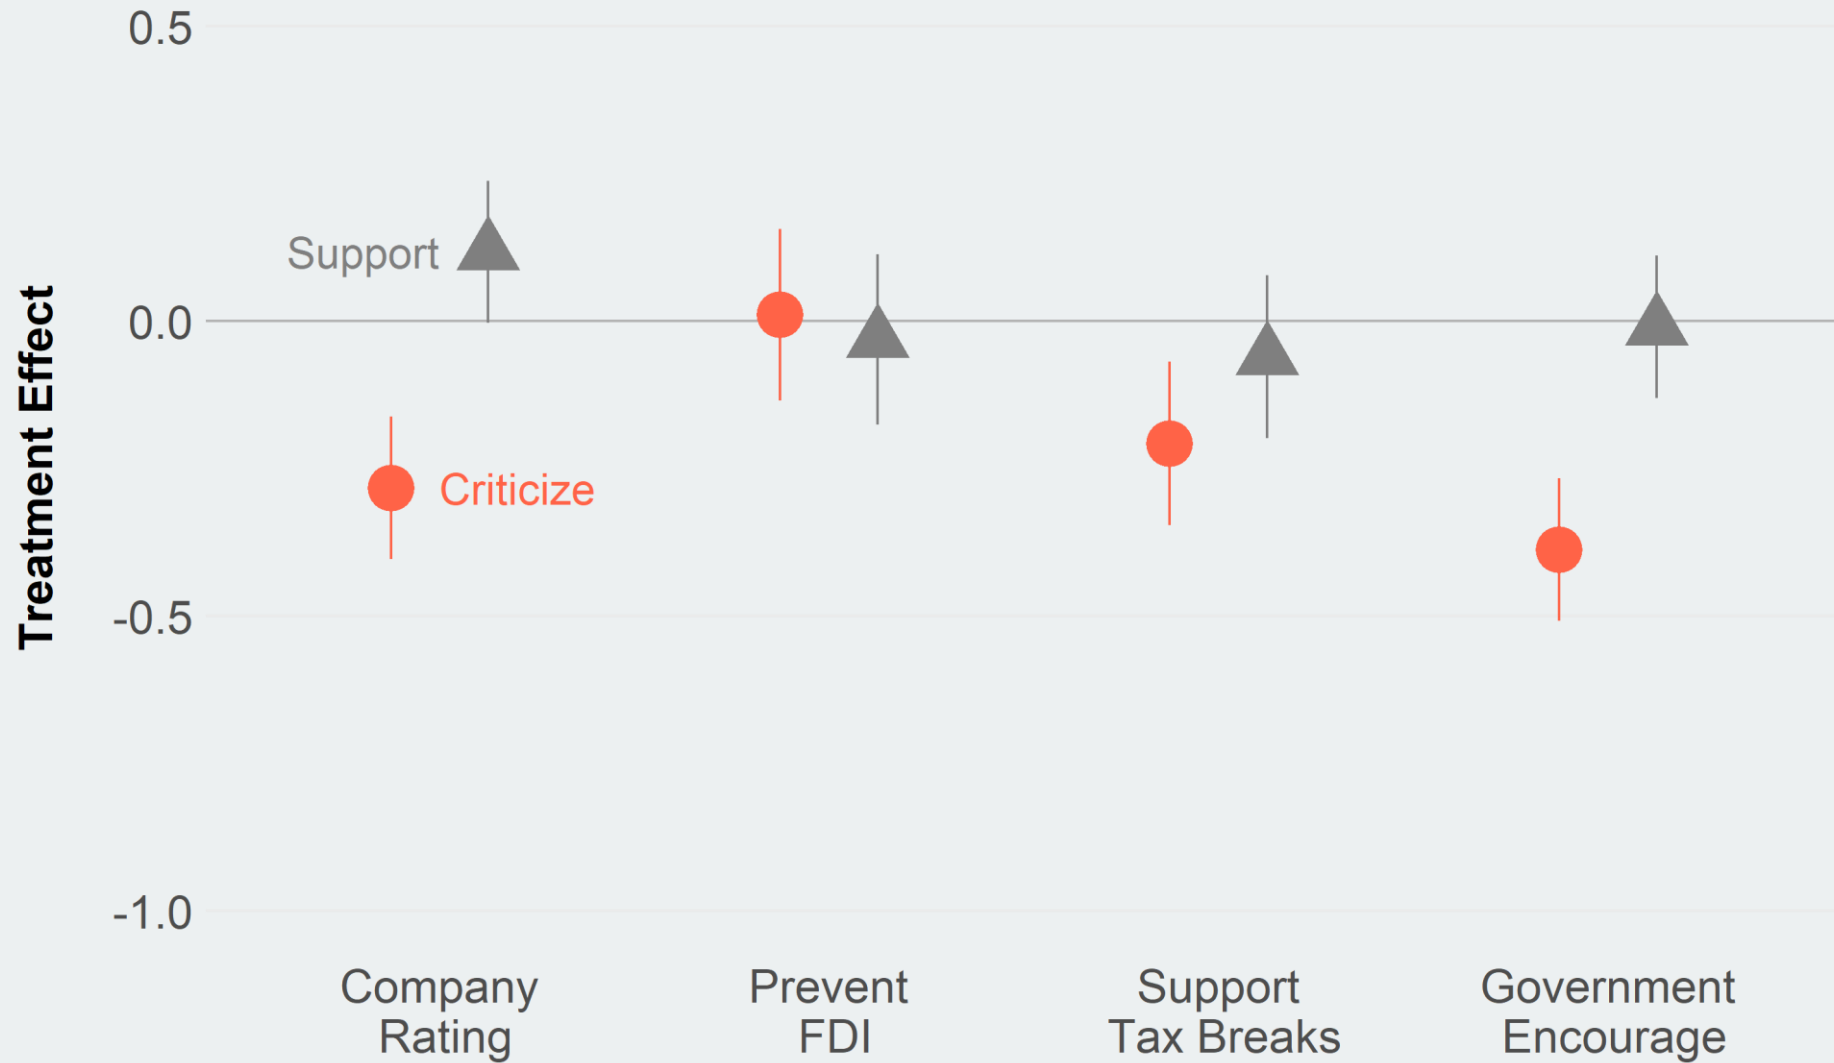 Treatment Effect
0.5
0.0
-0.5
-1.0
Support
Criticize
Company
Rating
Prevent
FDI
Support
Tax Breaks
Government
Encourage